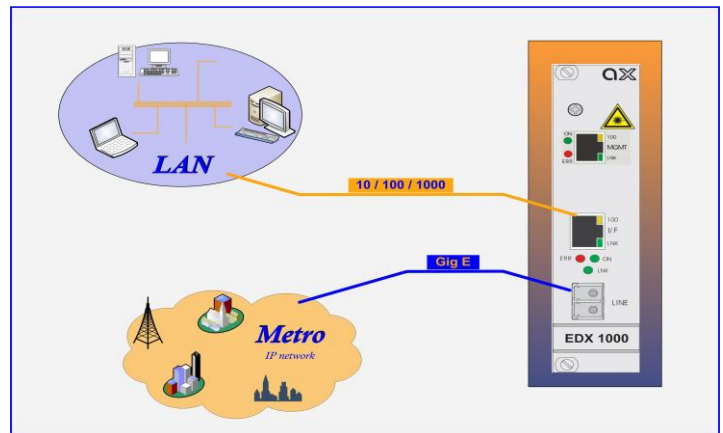 LAN
10 / 100 / 1000
Gig E
Metro
IP network
ax
ON
100
MGMT
ERR
LNK
100
I/F
LNK
ERR
ON
LNK
LINE
EDX 1000